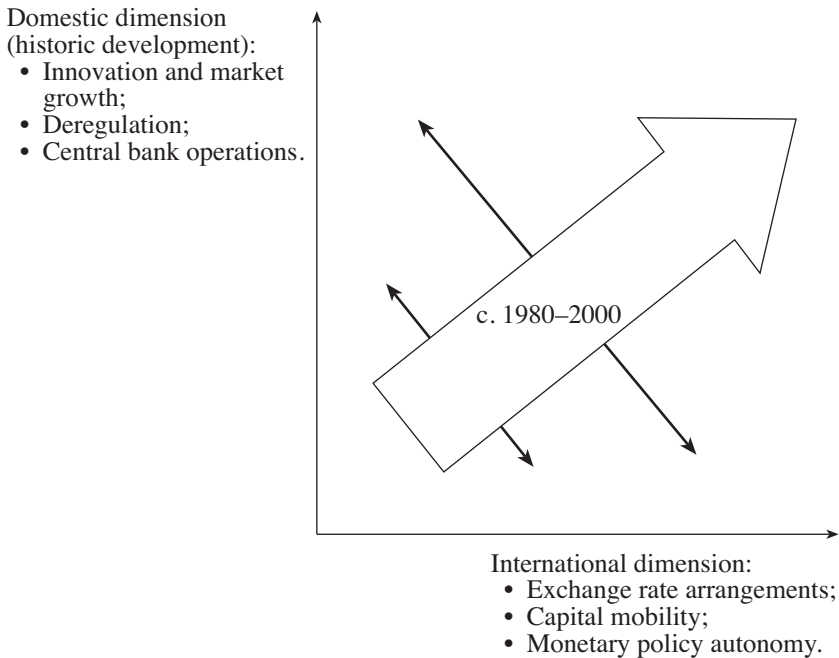 Domestic dimension
(historic development):
• Innovation and market
growth;
• Deregulation;
• Central bank operations.
c. 1980–2000
International dimension:
• Exchange rate arrangements;
• Capital mobility;
• Monetary policy autonomy.